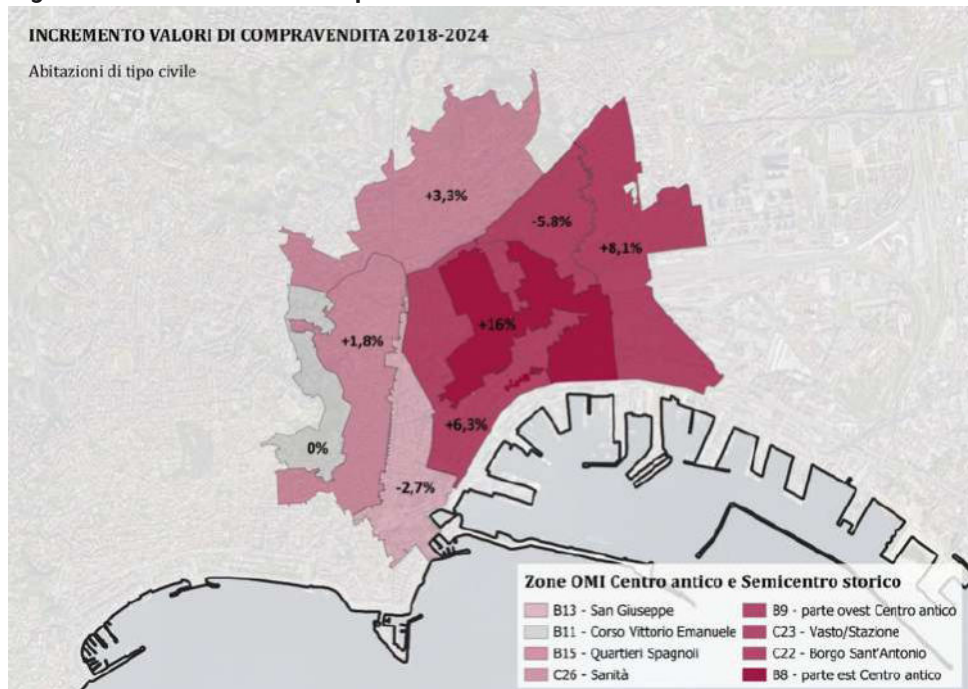 INCREMENTO VALORI DI COMPRAVENDITA 2018-2024
Abitazioni di tipo civile
+3,3%
-5.8%
+8,1%
+16%
+1,8%
+6,3%
0%
-2,7%
Zone OMI Centro antico e Semicentro storico
B13 - San Giuseppe
B11 - Corso Vittorio Emanuele
B15 - Quartieri Spagnoli
C26 - Sanità
B9 - parte ovest Centro antico
C23 - Vasto/Stazione
C22 - Borgo Sant'Antonio
B8 - parte est Centro antico